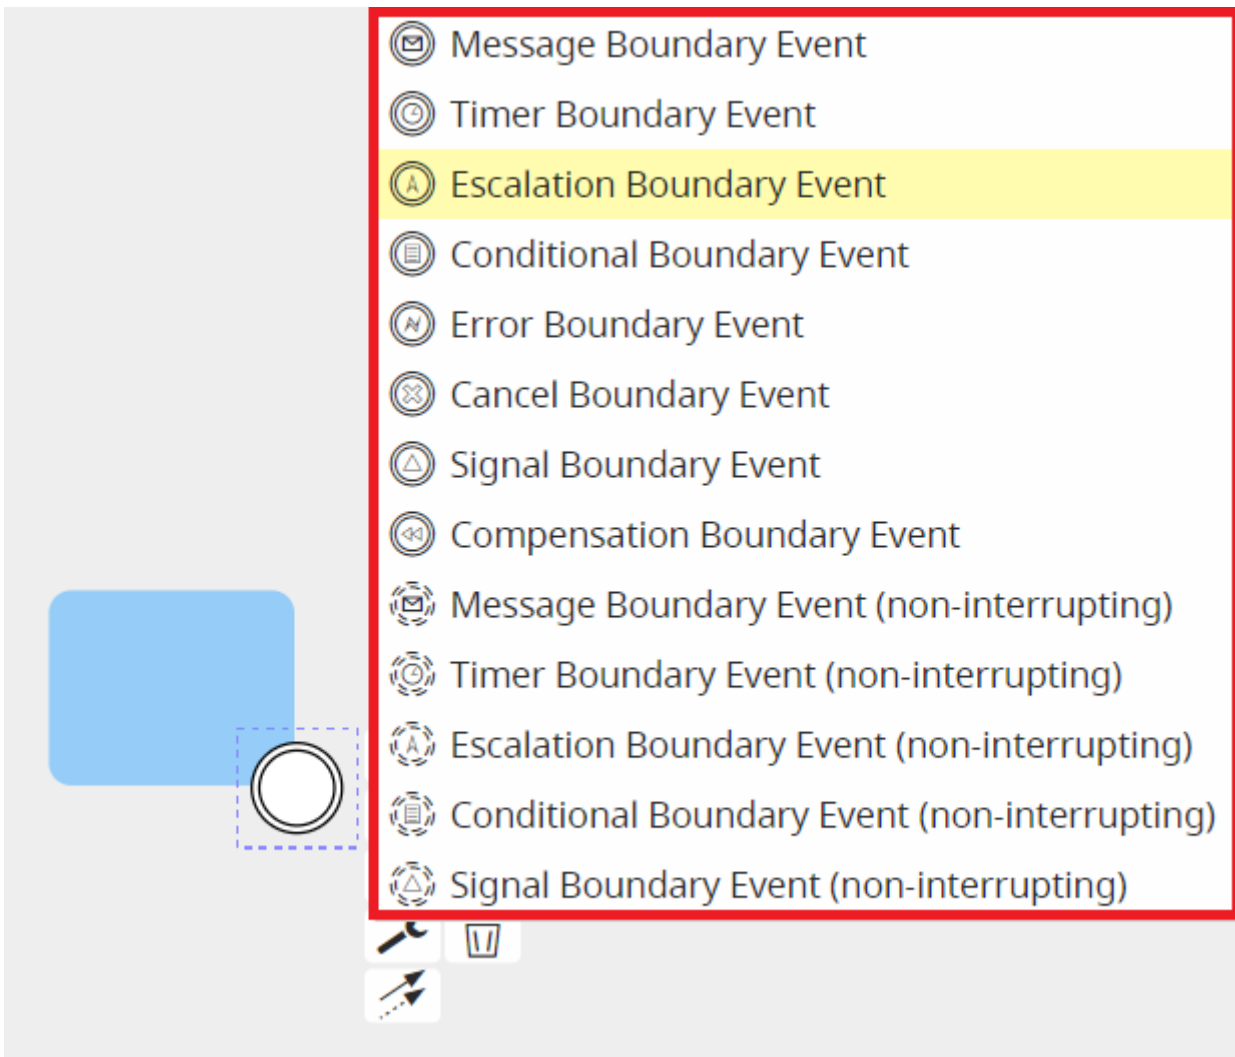 Message Boundary Event
Timer Boundary Event
Escalation Boundary Event
Conditional Boundary Event
Error Boundary Event
Cancel Boundary Event
Signal Boundary Event
Compensation Boundary Event
Message Boundary Event (non-interrupting)
Timer Boundary Event (non-interrupting)
Escalation Boundary Event (non-interrupting)
Conditional Boundary Event (non-interrupting)
Signal Boundary Event (non-interrupting)